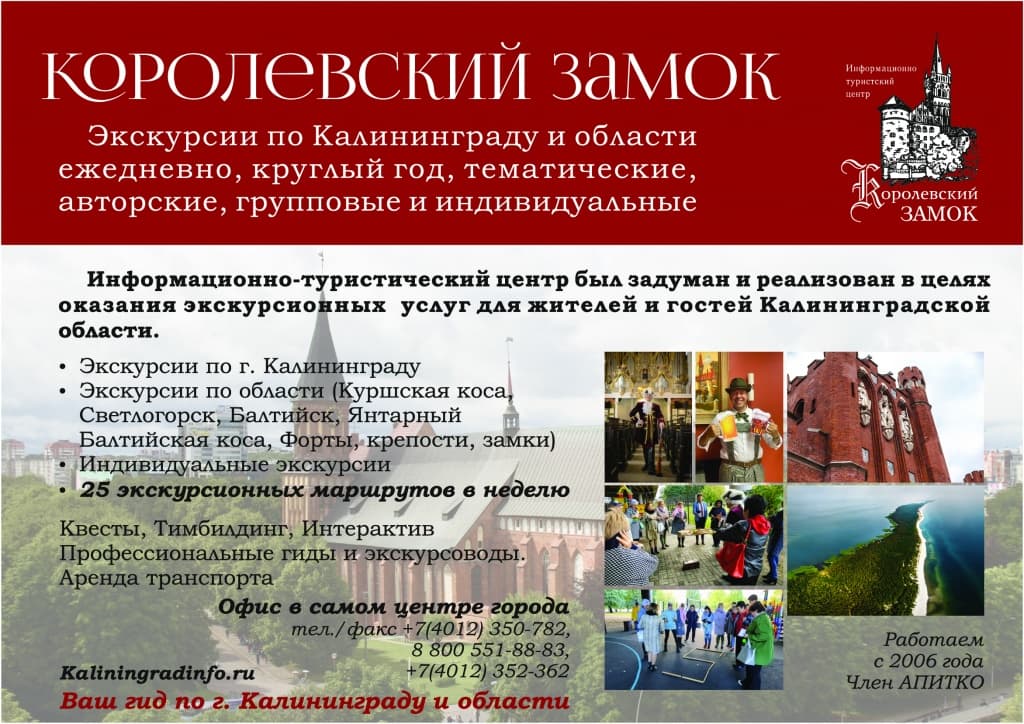 КОРОЛЕВСКИЙ ЗАМОК
Экскурсии по Калининграду и области
ежедневно, круглый год, тематические,
авторские, групповые и индивидуальные
Информационно
туристский
центр
Королевский
ЗАМОК
Информационно-туристический центр был задуман и реализован в целях
оказания экскурсионных услуг для жителей и гостей Калининградской
области.
• Экскурсии по г. Калининграду
• Экскурсии по области (Куршская коса,
Светлогорск, Балтийск, Янтарный
Балтийская коса, Форты, крепости, замки)
• Индивидуальные экскурсии
• 25 экскурсионных маршрутов в неделю
Квесты, Тимбилдинг, Интерактив
Профессиональные гиды и экскурсоводы.
Аренда транспорта
Офис в самом центре города
тел./факс +7(4012) 350-782,
8 800 551-88-83,
+7(4012) 352-362
Kaliningradinfo.ru
Ваш гид по г. Калининграду и области
Работаем
с 2006 года
Член АПИТКО